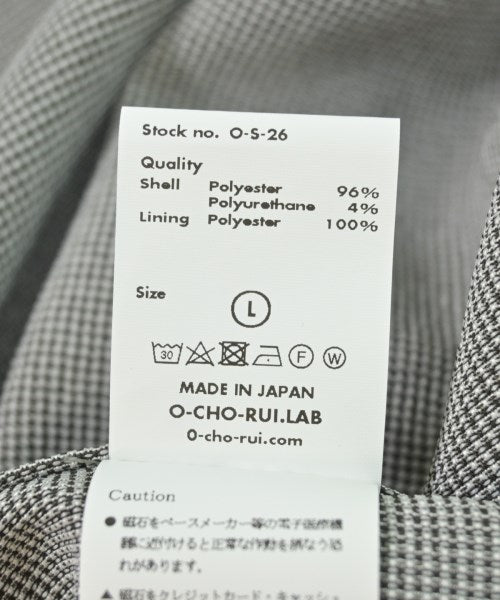 Stock no. O-S-26
Quality
Shell Polyester 96%
Polyurethane 4%
Lining Polyester 100%
Size L
30 F W
MADE IN JAPAN
O-CHO-RUI.LAB
0-cho-rui.com
Caution
● 磁石をペースメーカー等の電子医療機
器に近付けると正常な作動を損なう恐
れがあります。
▲ 磁石をクレジットカード・キャッシュ